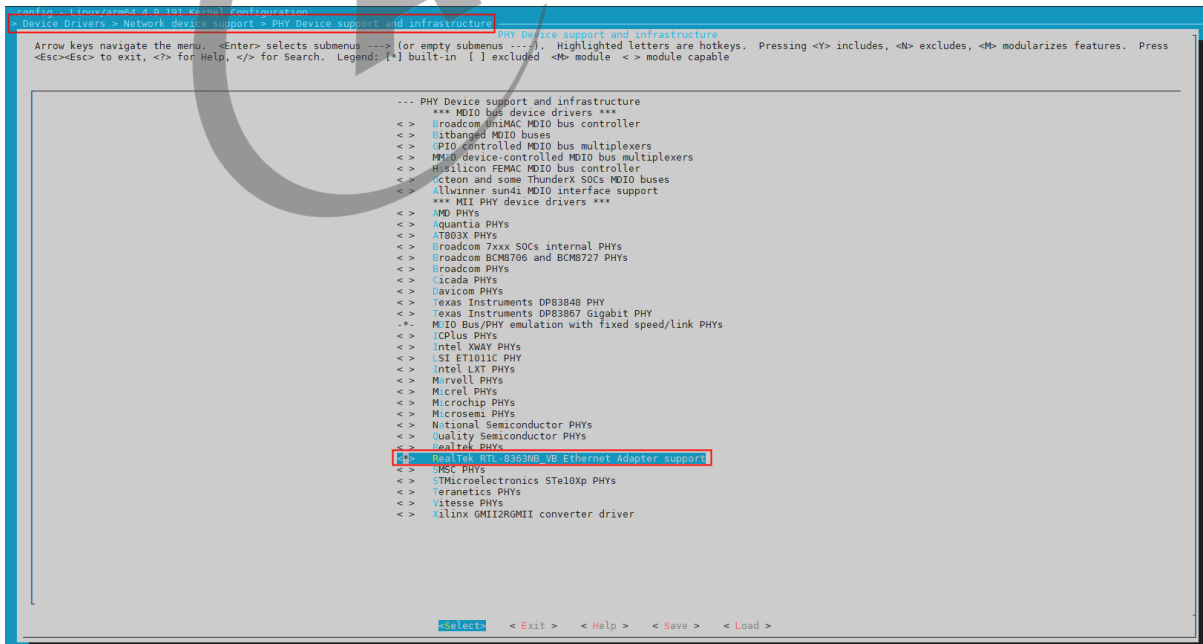 config - Linux/arm64 4.9.191 Kernel Configuration
> Device Drivers > Network device support > PHY Device support and infrastructure
PHY Device support and infrastructure
Arrow keys navigate the menu. <Enter> selects submenus ---> (or empty submenus ----). Highlighted letters are hotkeys. Pressing <Y> includes, <N> excludes, <M> modularizes features. Press
<Esc><Esc> to exit, <?> for Help, </> for Search. Legend: [*] built-in [ ] excluded <M> module < > module capable
--- PHY Device support and infrastructure
*** MDIO bus device drivers ***
< > Broadcom UniMAC MDIO bus controller
< > Bitbanged MDIO buses
< > GPIO controlled MDIO bus multiplexers
< > MMIO device-controlled MDIO bus multiplexers
< > Hisilicon FEMAC MDIO bus controller
< > Octeon and some ThunderX SOCs MDIO buses
< > Allwinner sun4i MDIO interface support
*** MII PHY device drivers ***
< > AMD PHYs
< > Aquantia PHYs
< > AT803X PHYs
< > Broadcom 7xxx SOCs internal PHYs
< > Broadcom BCM8706 and BCM8727 PHYs
< > Broadcom PHYs
< > Cicada PHYs
< > Davicom PHYs
< > Texas Instruments DP83848 PHY
< > Texas Instruments DP83867 Gigabit PHY
-*- MDIO Bus/PHY emulation with fixed speed/link PHYs
< > ICPlus PHYs
< > Intel XWAY PHYs
< > LSI ET1011C PHY
< > Intel LXT PHYs
< > Marvell PHYs
< > Micrel PHYs
< > Microchip PHYs
< > Microsemi PHYs
< > National Semiconductor PHYs
< > Quality Semiconductor PHYs
< > Realtek PHYs
<*> RealTek RTL-8363NB_VB Ethernet Adapter support
< > SMSC PHYs
< > STMicroelectronics STe10Xp PHYs
< > Teranetics PHYs
< > Vitesse PHYs
< > Xilinx GMII2RGMII converter driver
<Select> < Exit > < Help > < Save > < Load >